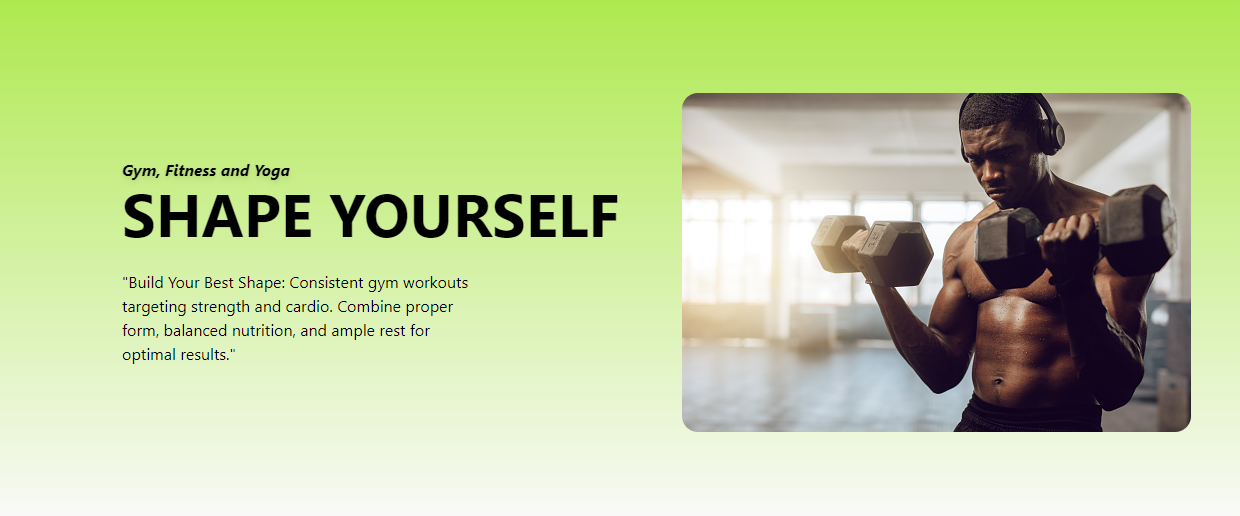 Gym, Fitness and Yoga
SHAPE YOURSELF
"Build Your Best Shape: Consistent gym workouts
targeting strength and cardio. Combine proper
form, balanced nutrition, and ample rest for
optimal results."